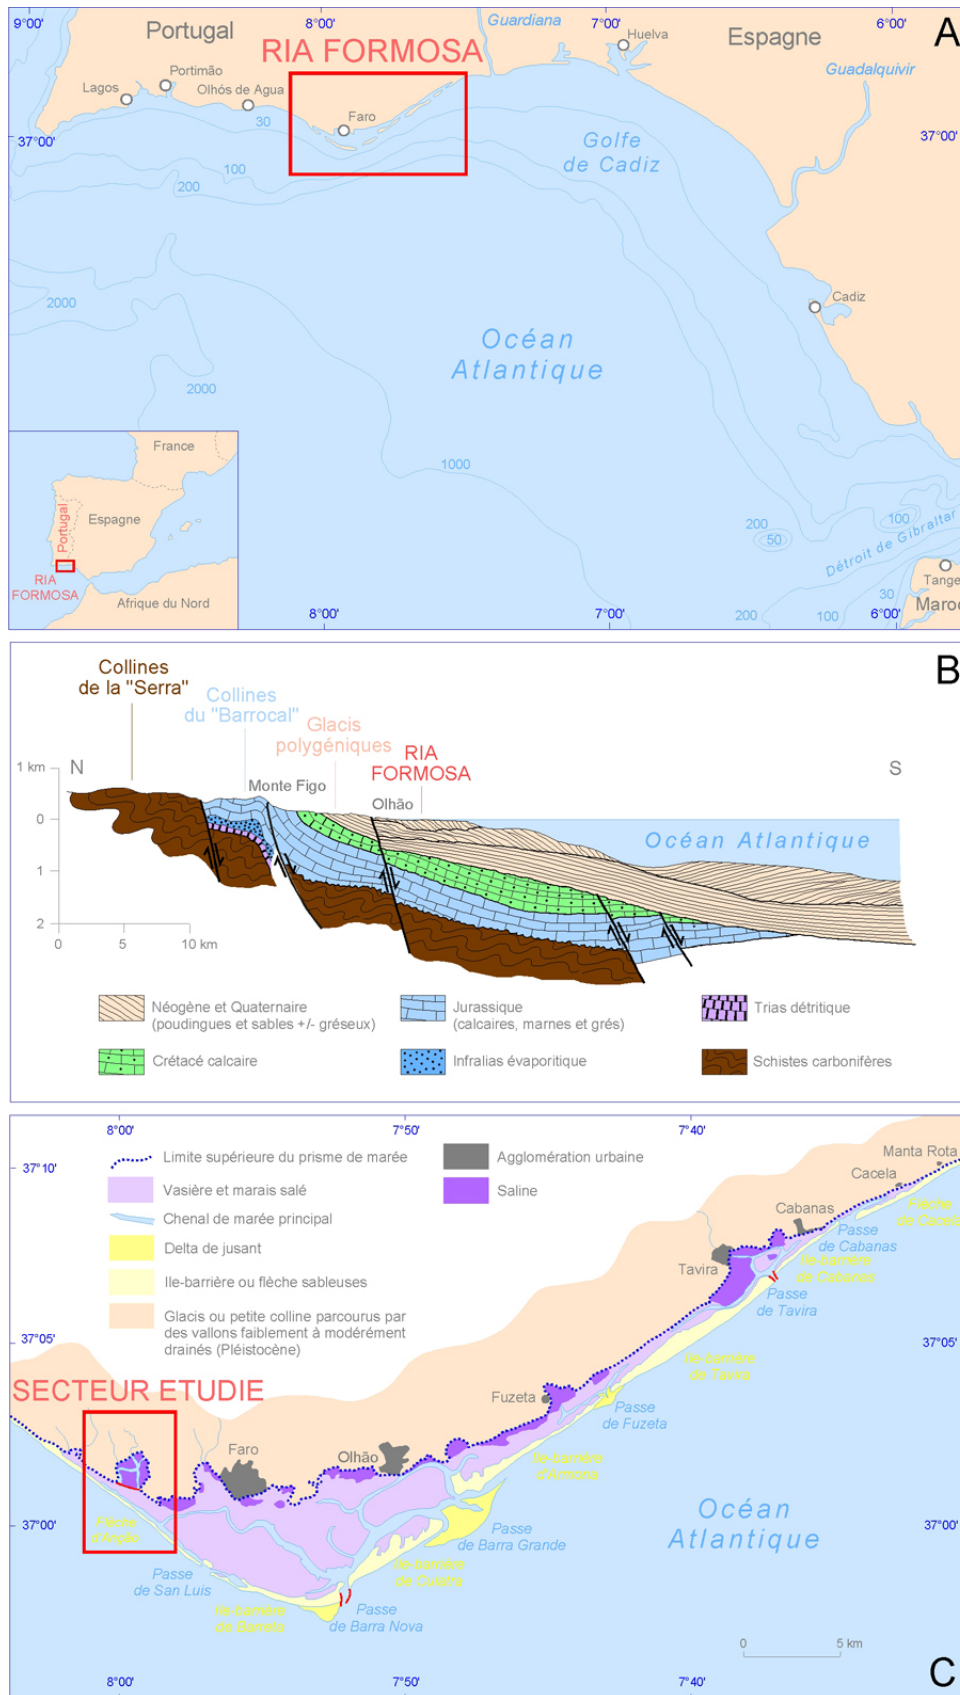 9°00'
8°00'
7°00'
6°00'
A
Portugal
Guardiana
Huelva
Espagne
RIA FORMOSA
Portimão
Lagos
Olhós de Agua
Guadalquivir
Faro
30
37°00'
37°00'
Golfe
de Cadiz
100
200
Cadiz
2000
Océan
Atlantique
2000
1000
France
Portugal
Espagne
RIA
FORMOSA
Afrique du Nord
200
50
100
Détroit de Gibraltar
Tange
30
Maroc
200
100
8°00'
7°00'
6°00'
B
Collines
de la "Serra"
Collines
du "Barrocal"
Glacis
polygéniques
RIA
FORMOSA
1 km
N
S
Monte Figo
Olhão
0
Océan Atlantique
1
2
0
5
10 km
Néogène et Quaternaire
(poudingues et sables +/- gréseux)
Jurassique
(calcaires, marnes et grés)
Trias détritique
Crétacé calcaire
Infralias évaporitique
Schistes carbonifères
8°00'
7°50'
7°40'
37°10'
Limite supérieure du prisme de marée
Agglomération urbaine
Manta Rota
Cacela
Vasière et marais salé
Saline
Flèche
de Cacela
Chenal de marée principal
Cabanas
Passe
de Cabanas
Delta de jusant
Ile-barrière
de Cabanas
Tavira
Ile-barrière ou flèche sableuses
Passe
de Tavira
Glacis ou petite colline parcourus par
des vallons faiblement à modérément
drainés (Pléistocène)
37°05'
37°05'
Ile-barrière
de Tavira
SECTEUR ETUDIE
Fuzeta
Passe
de Fuzeta
Faro
Olhão
Ile barrière
d'Armona
Flèche
d'Ançâo
37°00'
37°00'
Océan
Atlantique
Passe
de Barra Grande
Ile-barrière
de Culatra
Passe
de San Luis
Ile-barrière
de Barreta
Passe
de Barra Nova
0
5 km
C
8°00'
7°50'
7°40'